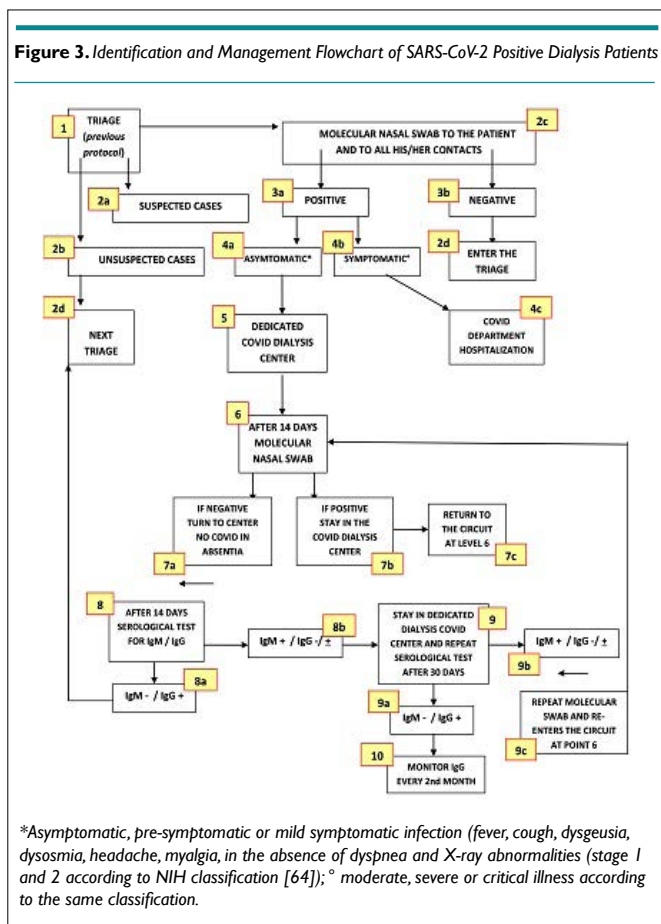 Figure 3. Identification and Management Flowchart of SARS-CoV-2 Positive Dialysis Patients
1
TRIAGE
(previous
protocol)
2c
MOLECULAR NASAL SWAB TO THE PATIENT
AND TO ALL HIS/HER CONTACTS
2a
SUSPECTED CASES
3a
POSITIVE
3b
NEGATIVE
2b
UNSUSPECTED CASES
4a
ASYMTOMATIC*
4b
SYMPTOMATIC°
2d
ENTER THE
TRIAGE
2d
NEXT
TRIAGE
5
DEDICATED
COVID DIALYSIS
CENTER
4c
COVID
DEPARTMENT
HOSPITALIZATION
6
AFTER 14 DAYS
MOLECULAR
NASAL SWAB
IF NEGATIVE
TURN TO CENTER
NO COVID IN
ABSENTIA
7a
IF POSITIVE
STAY IN THE
COVID DIALYSIS
CENTER
7b
RETURN TO
THE CIRCUIT
AT LEVEL 6
7c
8
AFTER 14 DAYS
SEROLOGICAL TEST
FOR IgM / IgG
8b
IgM + / IgG -/ ±
9
STAY IN DEDICATED
DIALYSIS COVID
CENTER AND REPEAT
SEROLOGICAL TEST
AFTER 30 DAYS
IgM + / IgG -/ ±
9b
8a
IgM - / IgG +
9a
IgM - / IgG +
REPEAT MOLECULAR
SWAB AND RE-
ENTERS THE CIRCUIT
AT POINT 6
9c
10
MONITOR IgG
EVERY 2nd MONTH
*Asymptomatic, pre-symptomatic or mild symptomatic infection (fever, cough, dysgeusia,
dysosmia, headache, myalgia, in the absence of dyspnea and X-ray abnormalities (stage 1
and 2 according to NIH classification [64]); ° moderate, severe or critical illness according
to the same classification.